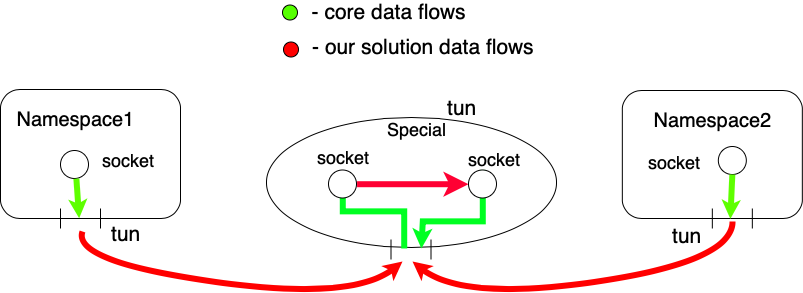 - core data flows
- our solution data flows
Namespace1
socket
tun
tun
Special
socket
socket
Namespace2
socket
tun